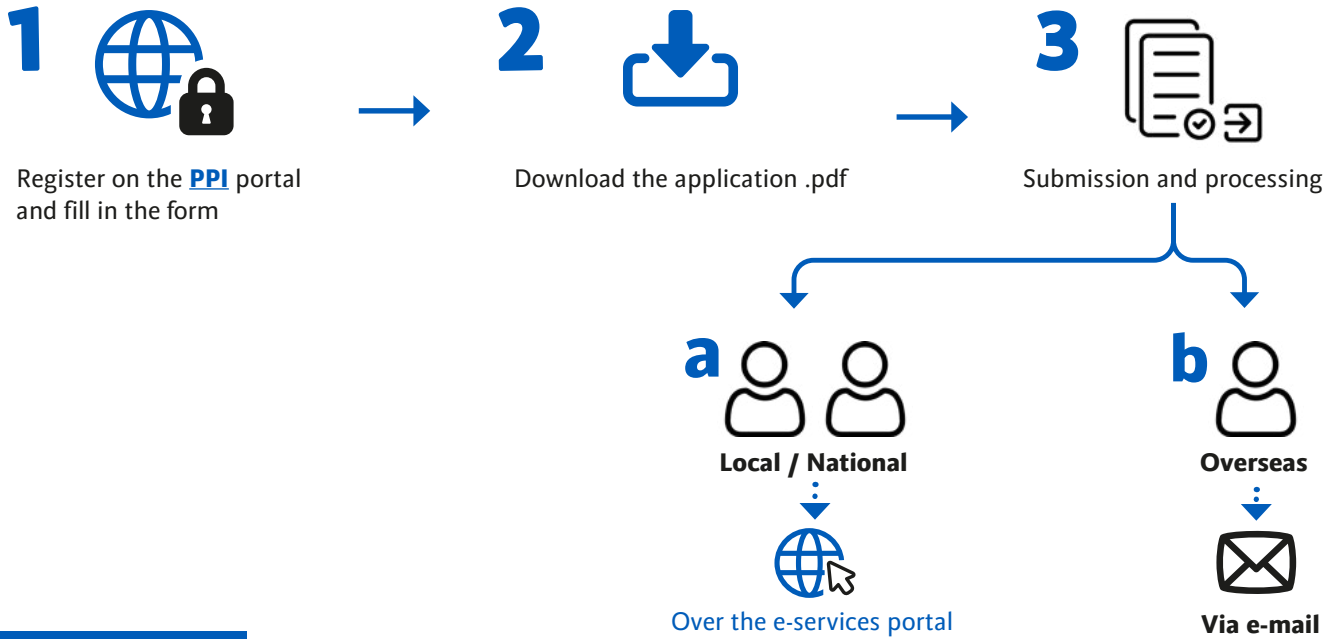 1
Register on the PPI portal
and fill in the form
2
Download the application .pdf
3
Submission and processing
a
Local / National
Over the e-services portal
b
Overseas
Via e-mail